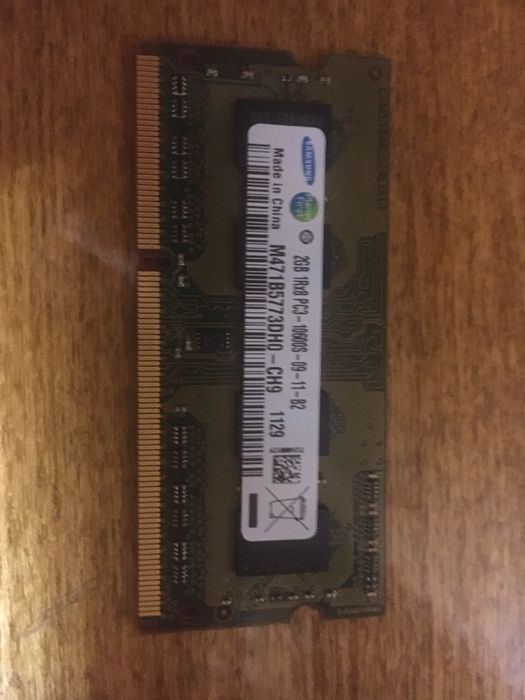 SAMSUNG
2GB 1Rx8 PC3-10600S-09-11-B2
Made in China
M471B5773DH0-CH9 1129